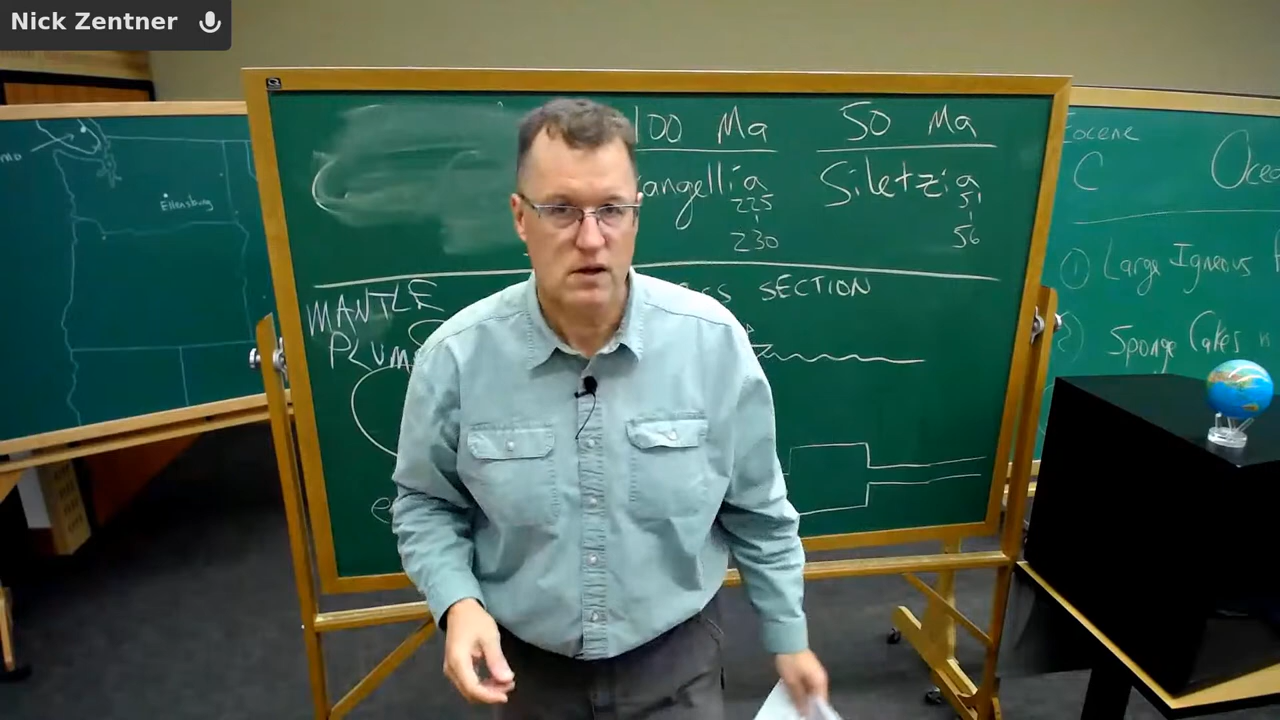 Nick Zentner
Ellensburg
100 Ma
angellia
225
230
50 Ma
Siletzia
51
56
MANTLE
PLUM
SECTION
Eocene
C
Ocea
① Large Igneous
② Sponge Cakes